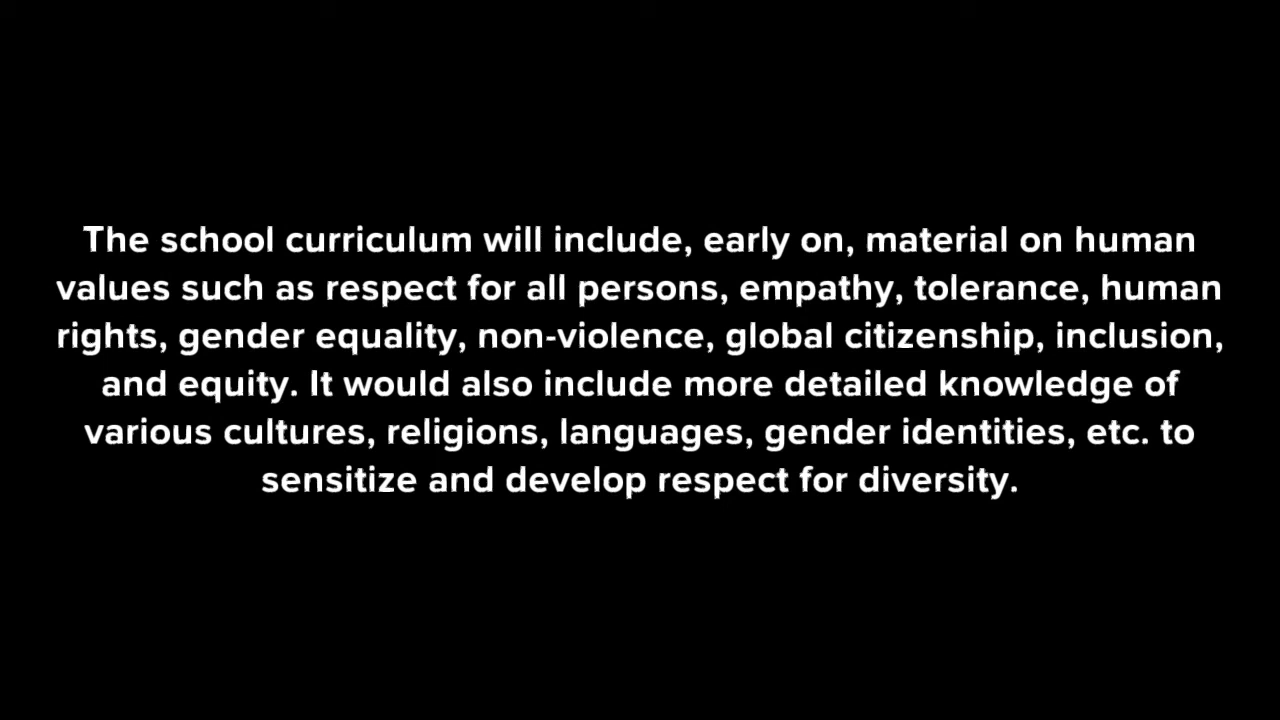 The school curriculum will include, early on, material on human
values such as respect for all persons, empathy, tolerance, human
rights, gender equality, non-violence, global citizenship, inclusion,
and equity. It would also include more detailed knowledge of
various cultures, religions, languages, gender identities, etc. to
sensitize and develop respect for diversity.